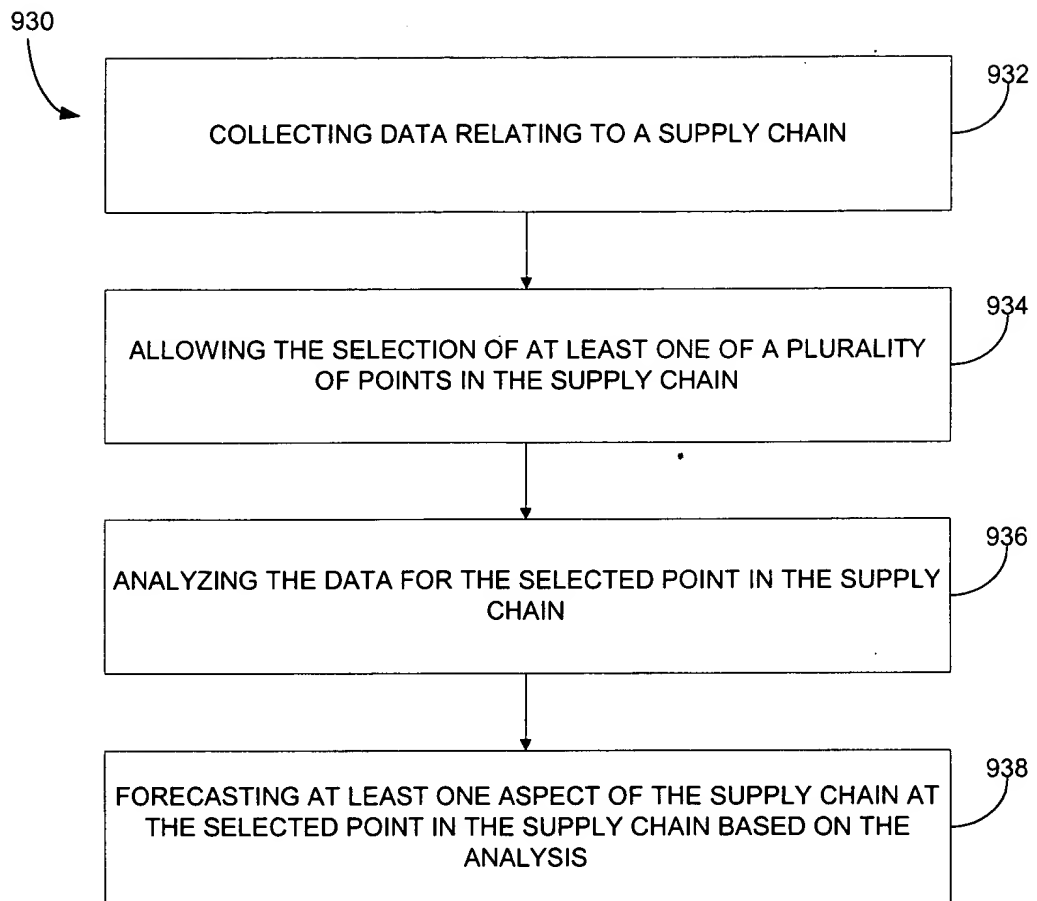 930
932
COLLECTING DATA RELATING TO A SUPPLY CHAIN
934
ALLOWING THE SELECTION OF AT LEAST ONE OF A PLURALITY
OF POINTS IN THE SUPPLY CHAIN
936
ANALYZING THE DATA FOR THE SELECTED POINT IN THE SUPPLY
CHAIN
938
FORECASTING AT LEAST ONE ASPECT OF THE SUPPLY CHAIN AT
THE SELECTED POINT IN THE SUPPLY CHAIN BASED ON THE
ANALYSIS